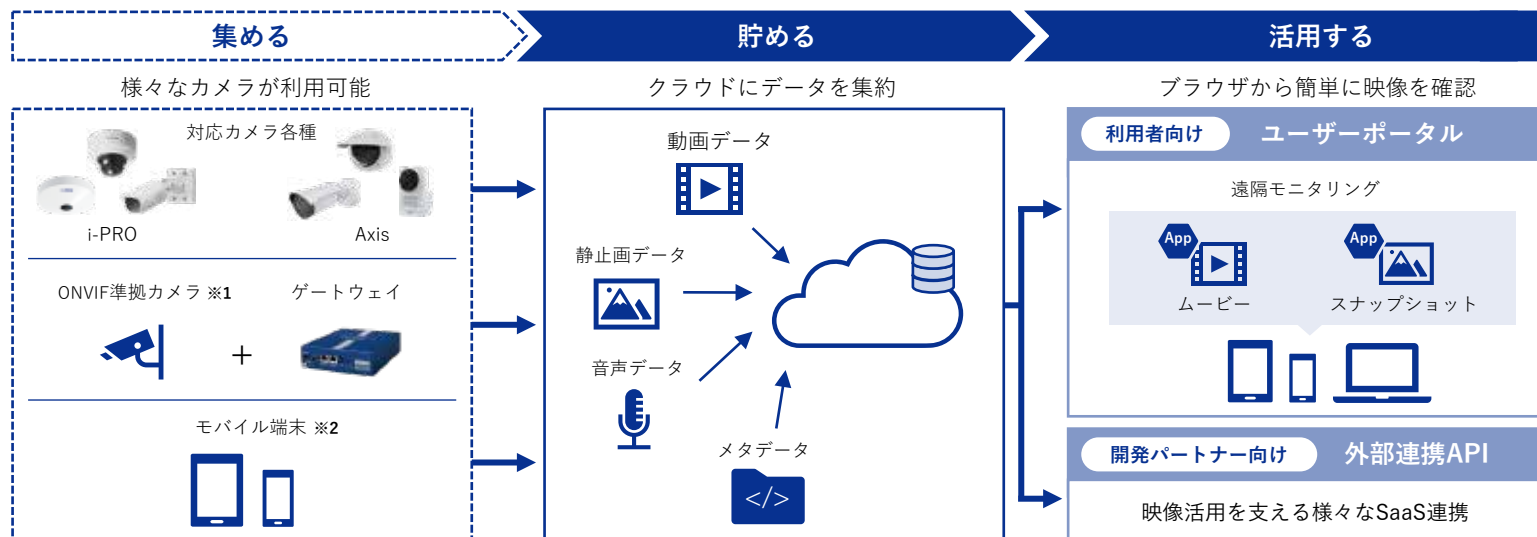 集める
貯める
活用する
様々なカメラが利用可能
クラウドにデータを集約
ブラウザから簡単に映像を確認
対応カメラ各種
i-PRO
Axis
ONVIF準拠カメラ ※1
ゲートウェイ
+
モバイル端末 ※2
動画データ
静止画データ
音声データ
メタデータ
</>
利用者向け
ユーザーポータル
遠隔モニタリング
App
App
ムービー
スナップショット
開発パートナー向け
外部連携API
映像活用を支える様々なSaaS連携